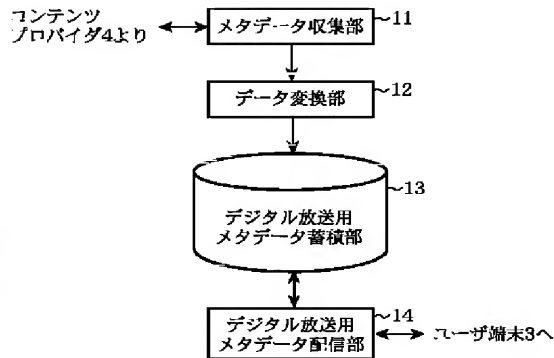 コンテンツ
プロバイダ4より
メタデータ収集部
11
データ変換部
12
デジタル放送用
メタデータ蓄積部
13
デジタル放送用
メタデータ配信部
14
ユーザ端末3へ